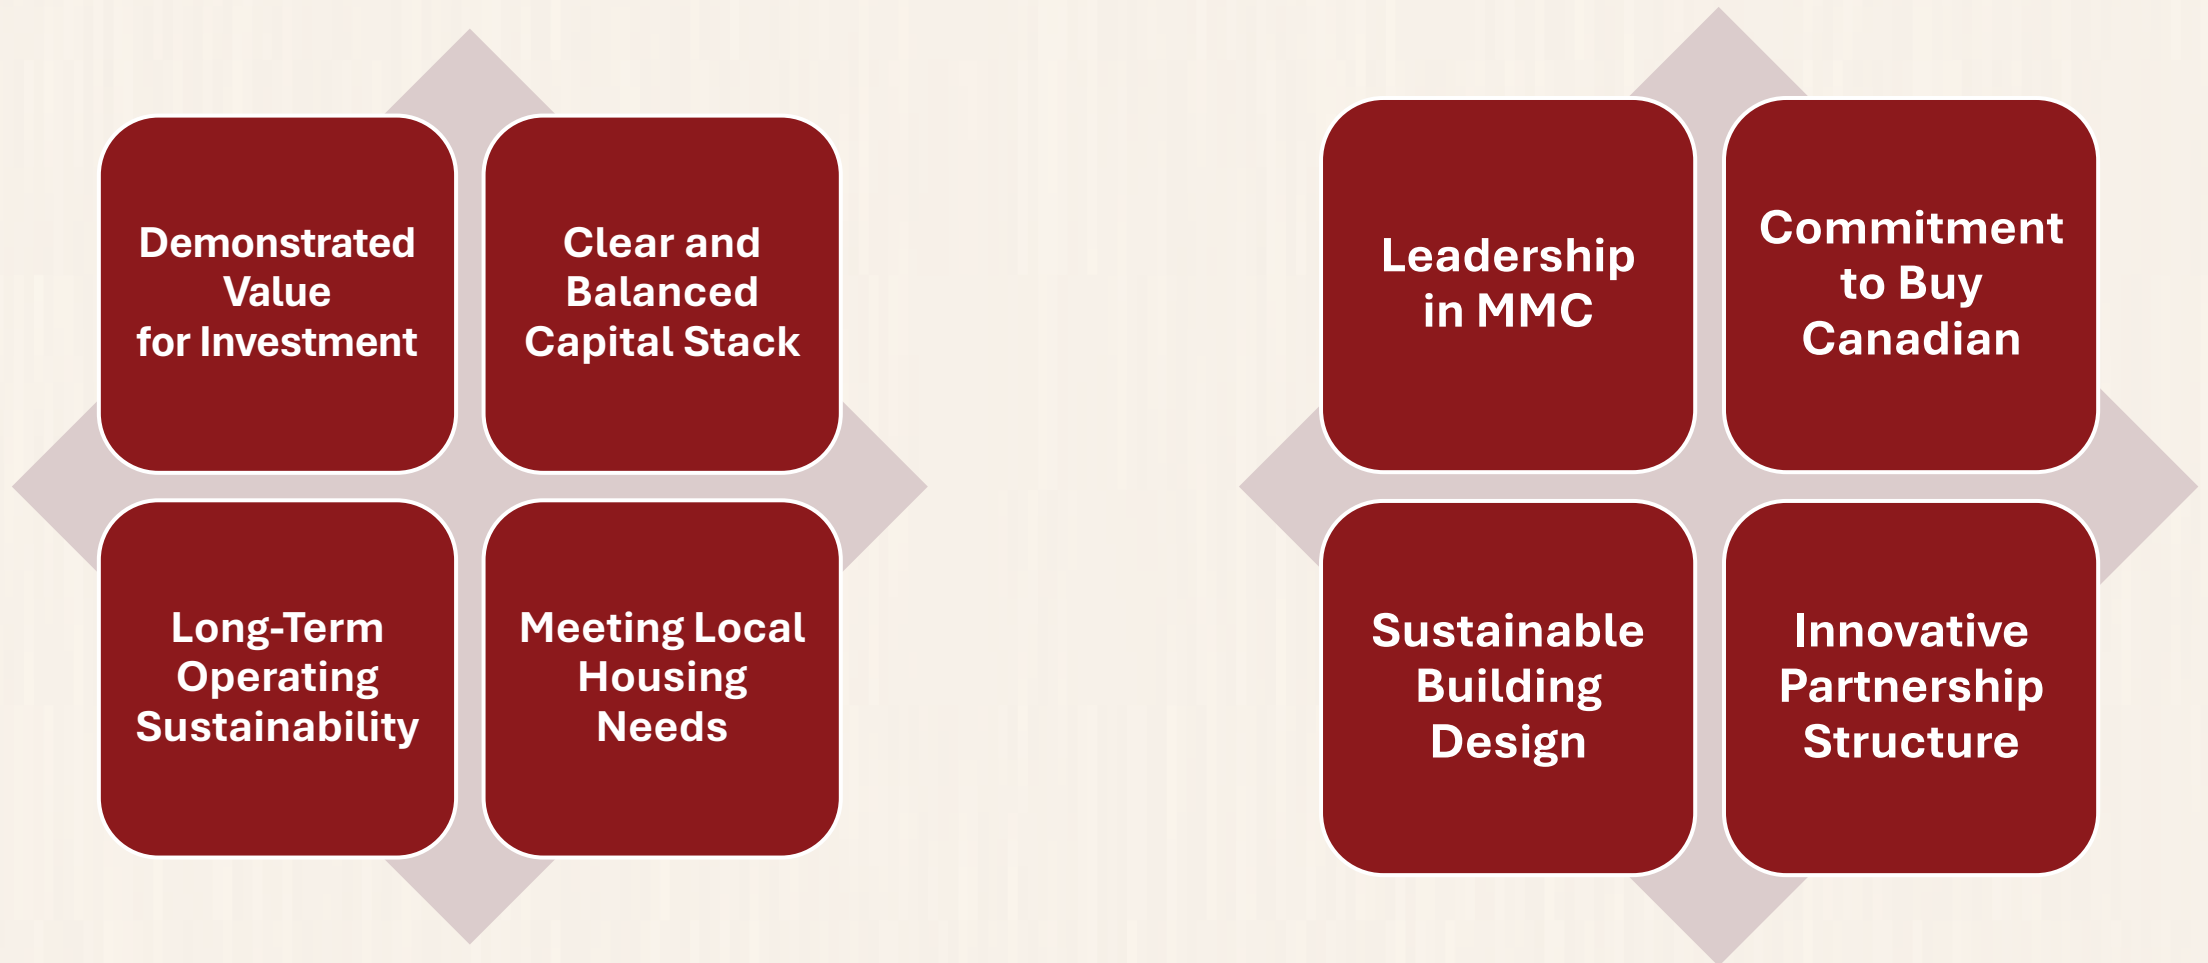 Demonstrated
Value
for Investment
Clear and
Balanced
Capital Stack
Long-Term
Operating
Sustainability
Meeting Local
Housing
Needs
Leadership
in MMC
Commitment
to Buy
Canadian
Sustainable
Building
Design
Innovative
Partnership
Structure